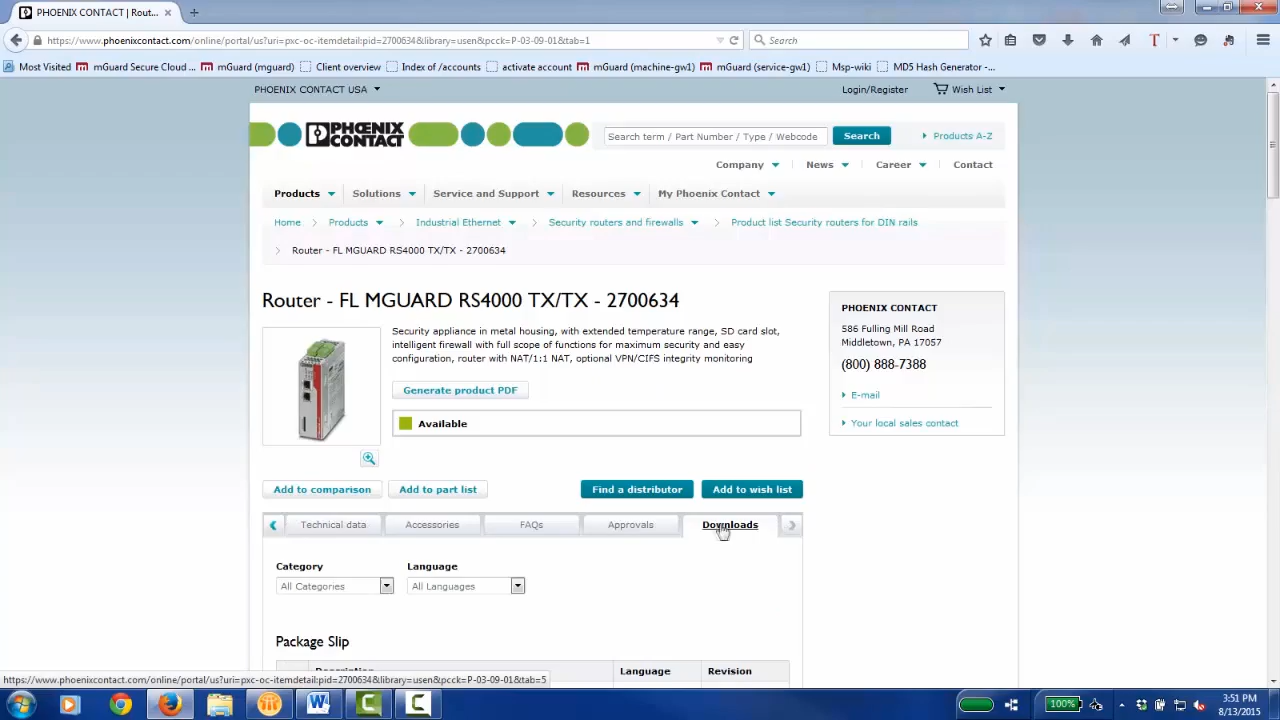 PHOENIX CONTACT | Rout...
https://www.phoenixcontact.com/online/portal/us?uri=pxc-oc-itemdetail:pid=2700634&library=usen&pcck=P-03-09-01&tab=1
Search
Most Visited
mGuard Secure Cloud ...
mGuard (mguard)
Client overview
Index of /accounts
activate account
mGuard (machine-gw1)
mGuard (service-gw1)
Msp-wiki
MD5 Hash Generator -...
PHOENIX CONTACT USA
Login/Register
Wish List
PHOENIX CONTACT
Search term / Part Number / Type / Webcode
Search
Products A-Z
Company
News
Career
Contact
Products
Solutions
Service and Support
Resources
My Phoenix Contact
Home
Products
Industrial Ethernet
Security routers and firewalls
Product list Security routers for DIN rails
Router - FL MGUARD RS4000 TX/TX - 2700634
Router - FL MGUARD RS4000 TX/TX - 2700634
Security appliance in metal housing, with extended temperature range, SD card slot,
intelligent firewall with full scope of functions for maximum security and easy
configuration, router with NAT/1:1 NAT, optional VPN/CIFS integrity monitoring
Generate product PDF
Available
PHOENIX CONTACT
586 Fulling Mill Road
Middletown, PA 17057
(800) 888-7388
E-mail
Your local sales contact
Add to comparison
Add to part list
Find a distributor
Add to wish list
Technical data
Accessories
FAQs
Approvals
Downloads
Category
Language
All Categories
All Languages
Package Slip
Description
Language
Revision
https://www.phoenixcontact.com/online/portal/us?uri=pxc-oc-itemdetail:pid=2700634&library=usen&pcck=P-03-09-01&tab=5
100%
3:51 PM
8/13/2015